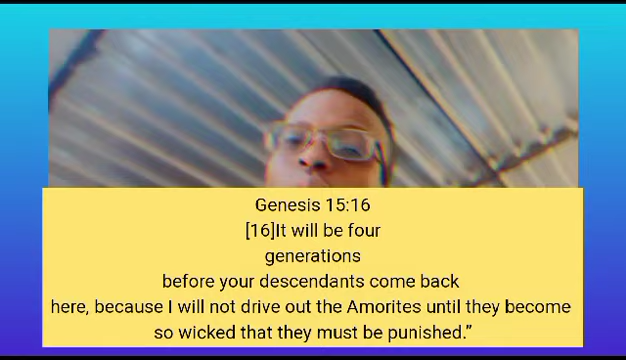 Genesis 15:16
[16]It will be four
generations
before your descendants come back
here, because I will not drive out the Amorites until they become
so wicked that they must be punished.”